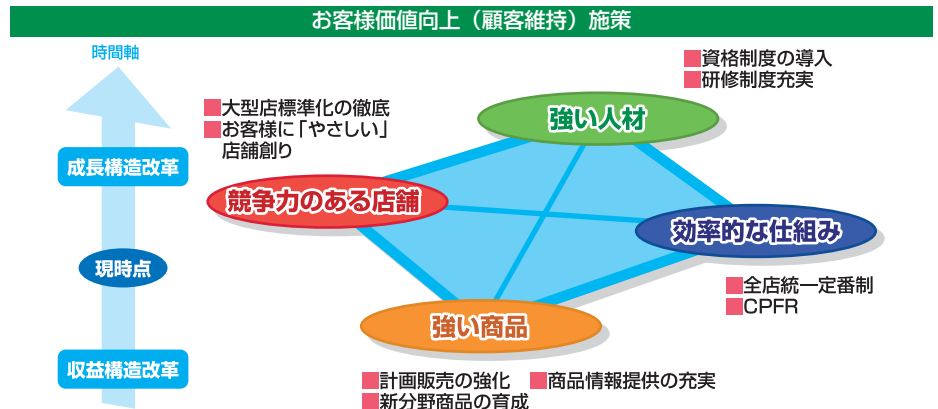 お客様価値向上（顧客維持）施策
時間軸
■資格制度の導入
■研修制度充実
■大型店標準化の徹底
■お客様に「やさしい」
店舗創り
強い人材
成長構造改革
競争力のある店舗
効率的な仕組み
現時点
■全店統一定番制
■CPFR
強い商品
収益構造改革
■計画販売の強化 ■商品情報提供の充実
■新分野商品の育成